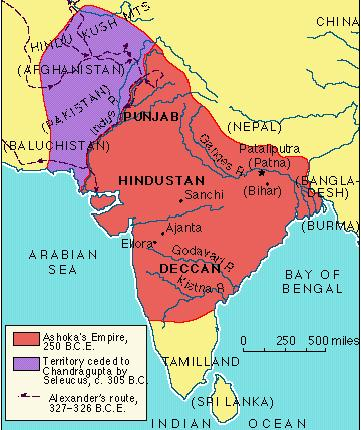 HINDU KUSH MTS
CHINA
(AFGHANISTAN)
(PAKISTAN)
Indus R.
PUNJAB
(BALUCHISTAN)
(NEPAL)
Ganges R.
Pataliputra
(Patna)
HINDUSTAN
(Bihar)
(BANGLA-
DESH)
Sanchi
(BURMA)
Ajanta
Ellora
ARABIAN
SEA
Godavari R.
DECCAN
Kistna R.
BAY OF
BENGAL
0 250 500 miles
Ashoka's Empire,
250 B.C.E.
Territory ceded to
Chandragupta by
Seleucus, c. 305 B.C.
Alexander's route,
327-326 B.C.E.
TAMILLAND
(SRI LANKA)
INDIAN OCEAN